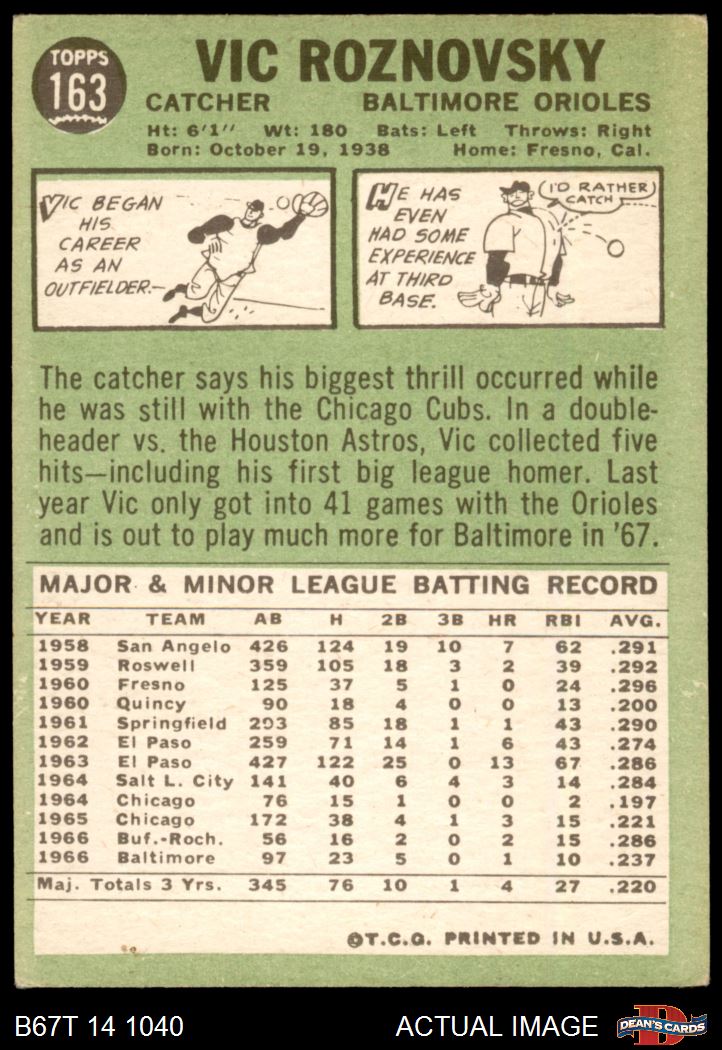 TOPPS
163
VIC ROZNOVSKY
CATCHER BALTIMORE ORIOLES
Ht: 6'1" Wt: 180 Bats: Left Throws: Right
Born: October 19, 1938 Home: Fresno, Cal.
VIC BEGAN
HIS
CAREER
AS AN
OUTFIELDER.—
HE HAS
EVEN
HAD SOME
EXPERIENCE
AT THIRD
BASE.
I'D RATHER
CATCH
The catcher says his biggest thrill occurred while
he was still with the Chicago Cubs. In a double-
header vs. the Houston Astros, Vic collected five
hits—including his first big league homer. Last
year Vic only got into 41 games with the Orioles
and is out to play much more for Baltimore in '67.
MAJOR & MINOR LEAGUE BATTING RECORD
YEAR TEAM AB H 2B 3B HR RBI AVG.
1958 San Angelo 426 124 19 10 7 62 .291
1959 Roswell 359 105 18 3 2 39 .292
1960 Fresno 125 37 5 1 0 24 .296
1960 Quincy 90 18 4 0 0 13 .200
1961 Springfield 293 85 18 1 1 43 .290
1962 El Paso 259 71 14 1 6 43 .274
1963 El Paso 427 122 25 0 13 67 .286
1964 Salt L. City 141 40 6 4 3 14 .284
1964 Chicago 76 15 1 0 0 2 .197
1965 Chicago 172 38 4 1 3 15 .221
1966 Buf.-Roch. 56 16 2 0 2 15 .286
1966 Baltimore 97 23 5 0 1 10 .237
Maj. Totals 3 Yrs. 345 76 10 1 4 27 .220
©T.C.G. PRINTED IN U.S.A.
B67T 14 1040 ACTUAL IMAGE D DEAN'S CARDS